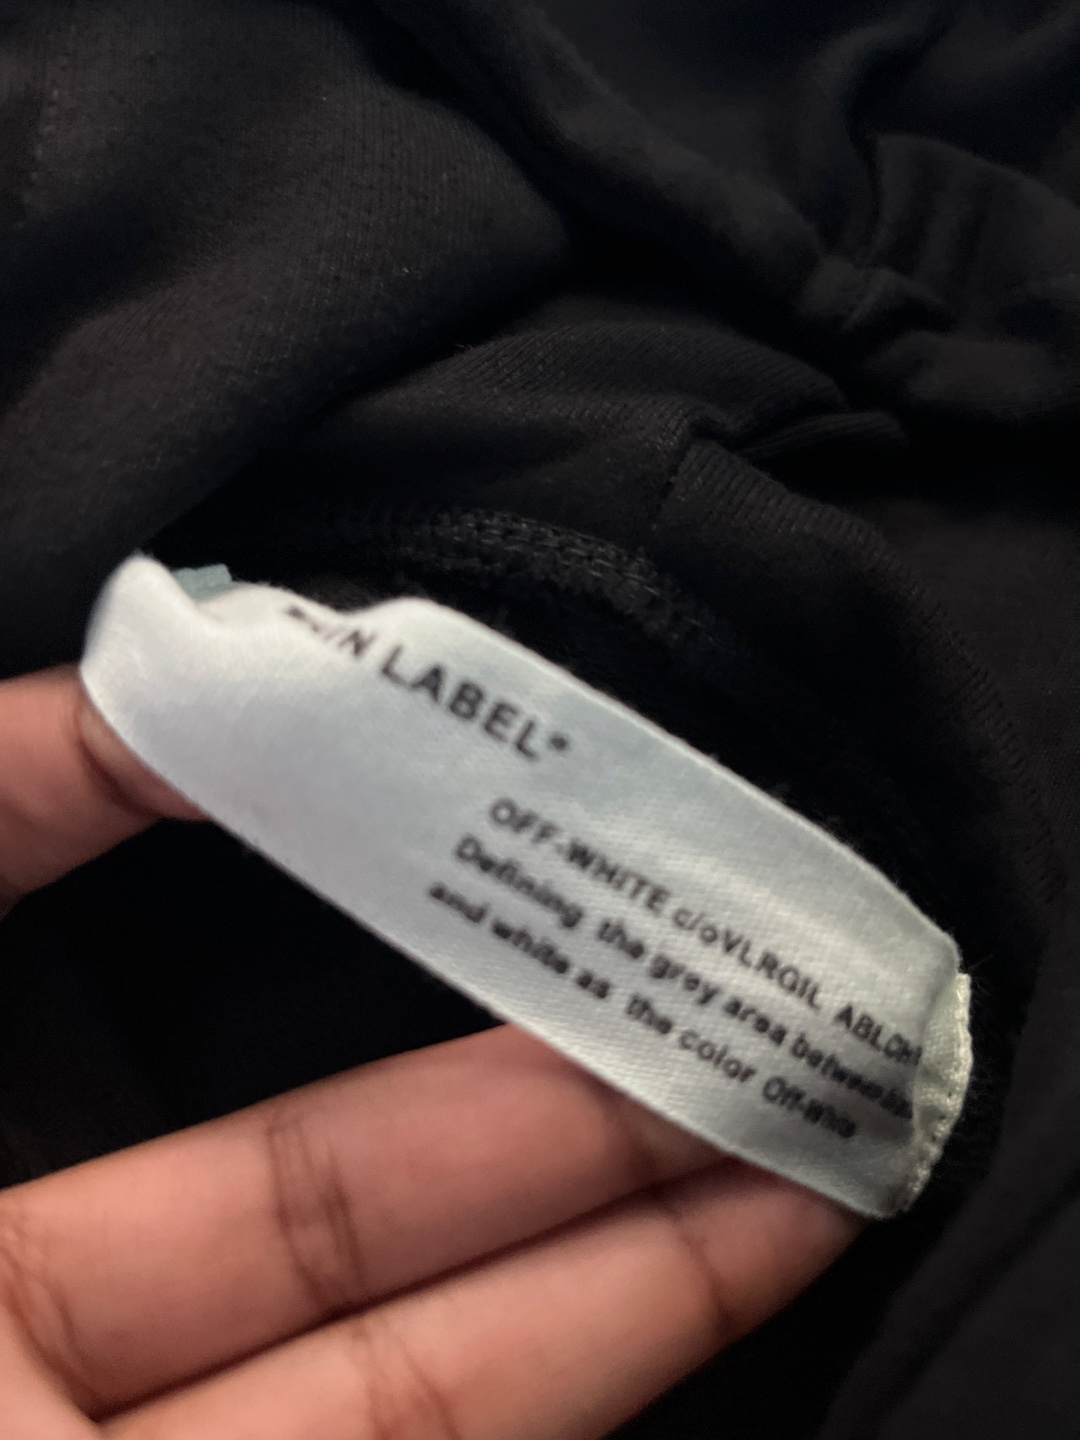 LABEL"
OFF-WHITE c/oVLRGIL ABLOH
Defining the grey area between
and white as the color Off-White